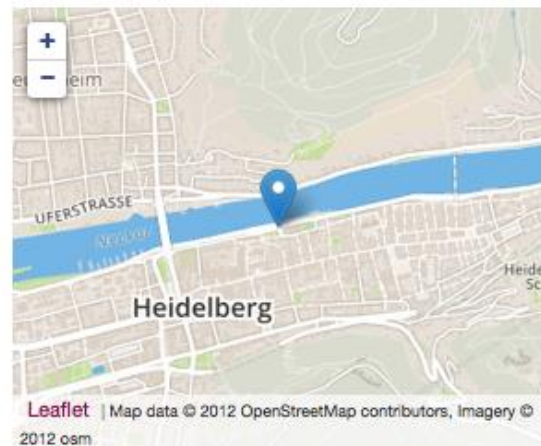 +
−
UFERSTRASSE
Neckar
Heidelberg
Leaflet | Map data © 2012 OpenStreetMap contributors, Imagery ©
2012 osm